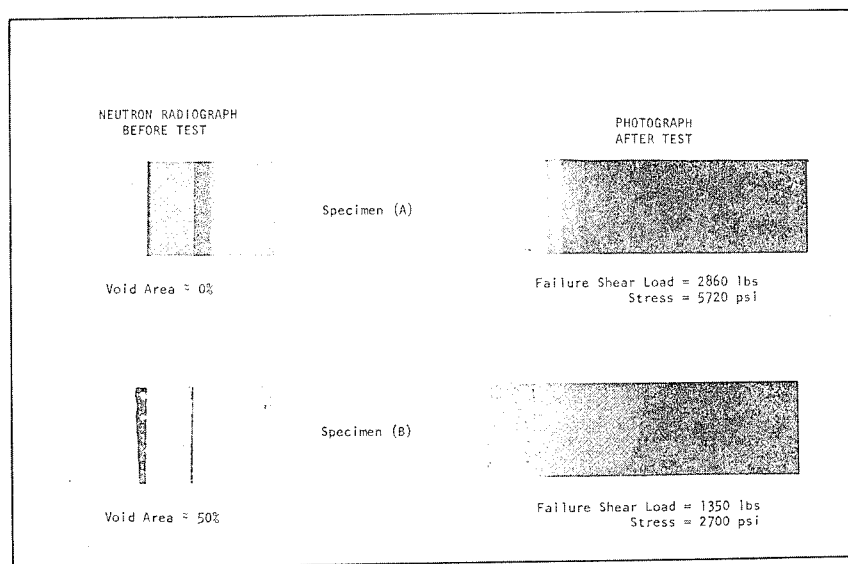 NEUTRON RADIOGRAPH
BEFORE TEST
PHOTOGRAPH
AFTER TEST
Specimen (A)
Void Area ≈ 0%
Failure Shear Load = 2860 lbs
Stress = 5720 psi
Specimen (B)
Void Area ≈ 50%
Failure Shear Load = 1350 lbs
Stress = 2700 psi